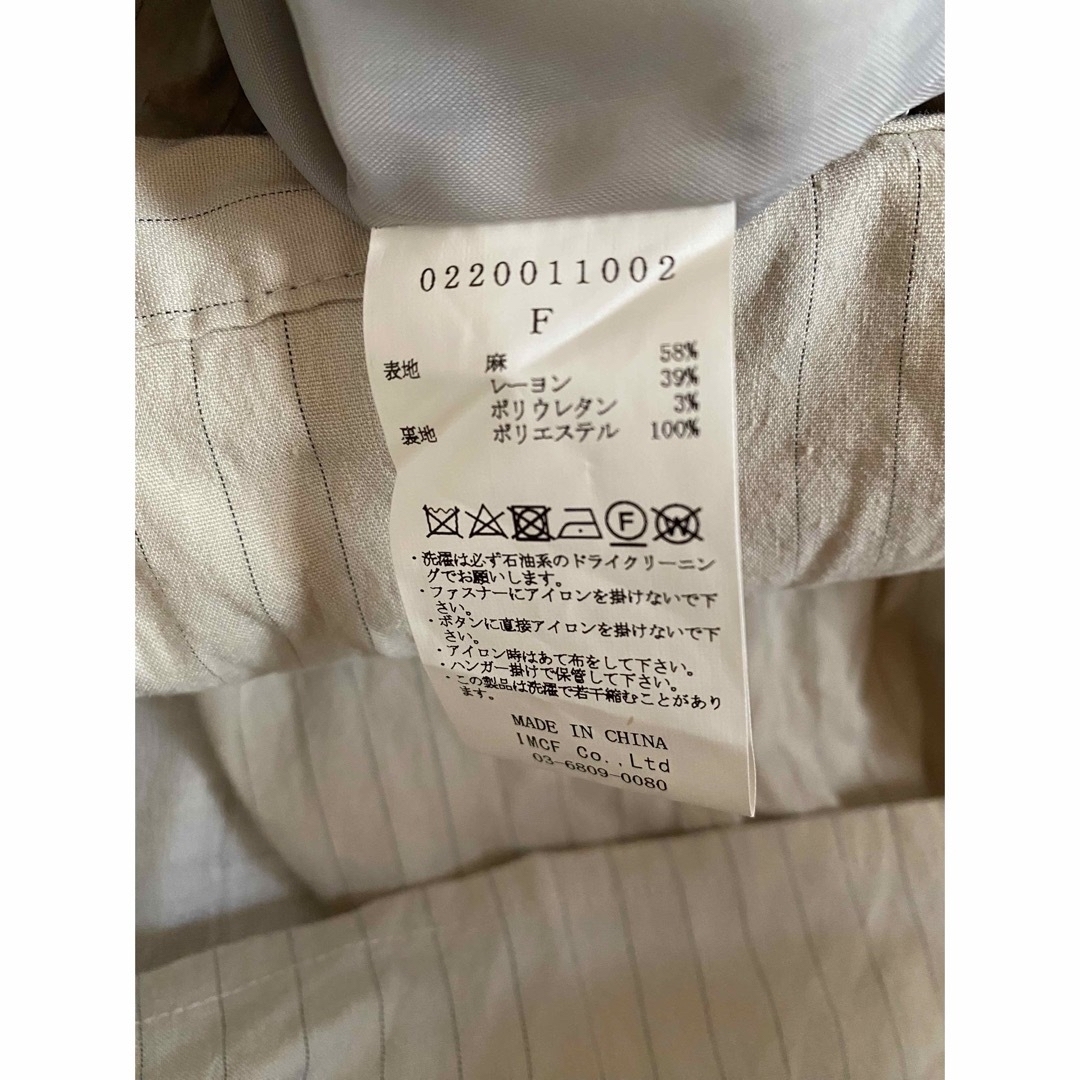 0220011002
F
表地 麻 58%
レーヨン 39%
ポリウレタン 3%
裏地 ポリエステル 100%
F W
・洗濯は必ず石油系のドライクリーニン
グでお願いします。
・ファスナーにアイロンを掛けないで下
さい。
・ボタンに直接アイロンを掛けないで下
さい。
・アイロン時はあて布をして下さい。
・ハンガー掛けで保管して下さい。
・この製品は洗濯で若干縮むことがあり
ます。
MADE IN CHINA
IMCF Co.,Ltd
03-6809-0080